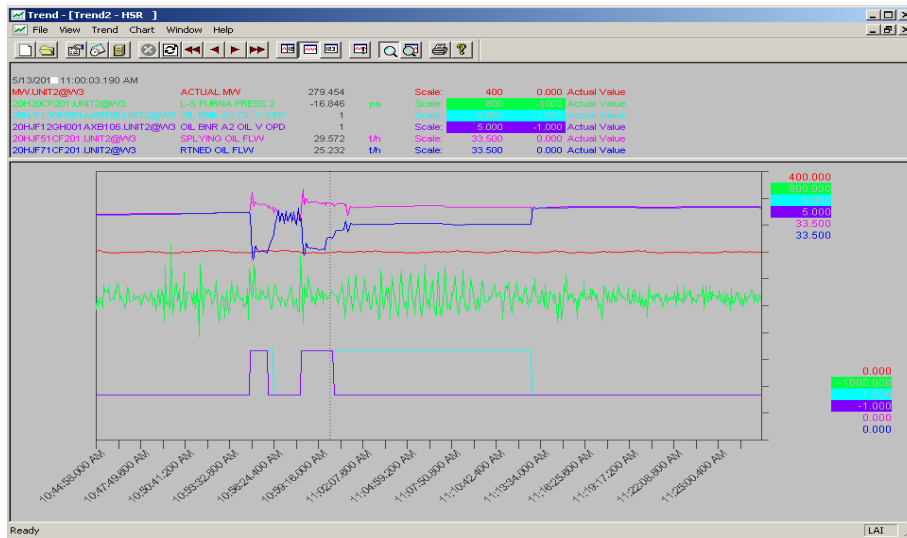 Trend - [Trend2 - HSR ]
File View Trend Chart Window Help
5/13/201 11:00:03.190 AM
MW.UNIT2@W3 ACTUAL MW 279.454 Scale: 400 0.000 Actual Value
20H20CP201.UNIT2@W3 L-S FURNA PRESS 2 -16.846 pa Scale: 800 -1000 Actual Value
OIL BNR A2 OIL V OPD 1 Scale: 5.000 Actual Value
20HJF12GH001AXB106.UNIT2@W3 OIL BNR A2 OIL V OPD 1 Scale: 5.000 -1.000 Actual Value
20HJF51CF201.UNIT2@W3 SPLYING OIL FLW 29.572 t/h Scale: 33.500 0.000 Actual Value
20HJF71CF201.UNIT2@W3 RTNED OIL FLW 25.232 t/h Scale: 33.500 0.000 Actual Value
400.000
800.000
5.000
33.500
33.500
0.000
-1000.000
-1.000
0.000
0.000
10:44:58.000 AM
10:47:49.600 AM
10:50:41.200 AM
10:53:32.800 AM
10:56:24.400 AM
10:59:16.000 AM
11:02:07.600 AM
11:04:59.200 AM
11:07:50.800 AM
11:10:42.400 AM
11:13:34.000 AM
11:16:25.600 AM
11:19:17.200 AM
11:22:08.800 AM
11:25:00.400 AM
Ready LAI